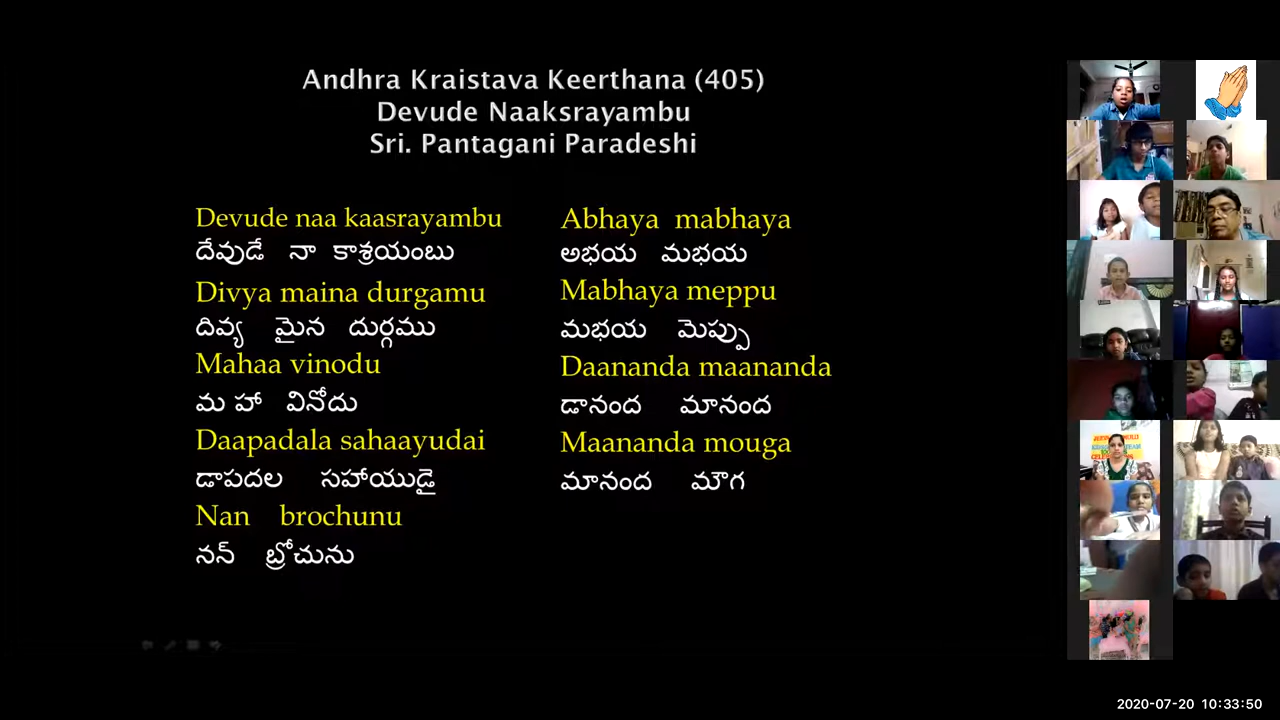 Andhra Kraistava Keerthana (405)
Devude Naaksrayambu
Sri. Pantagani Paradeshi
Devude naa kaasrayambu
దేవుడే నా కాశ్రయంబు
Divya maina durgamu
దివ్య మైన దుర్గము
Mahaa vinodu
మ హా వినోదు
Daapadala sahaayudai
డాపదల సహాయుడై
Nan brochunu
నన్ బ్రోచును
Abhaya mabhaya
అభయ మభయ
Mabhaya meppu
మభయ మెప్పు
Daananda maananda
డానంద మానంద
Maananda mouga
మానంద మౌగ
2020-07-20 10:33:50